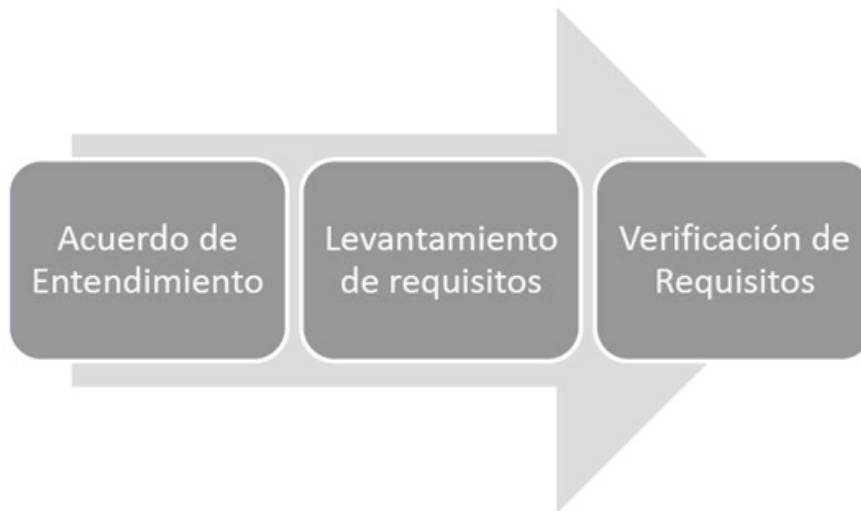 Acuerdo de
Entendimiento
Levantamiento
de requisitos
Verificación de
Requisitos